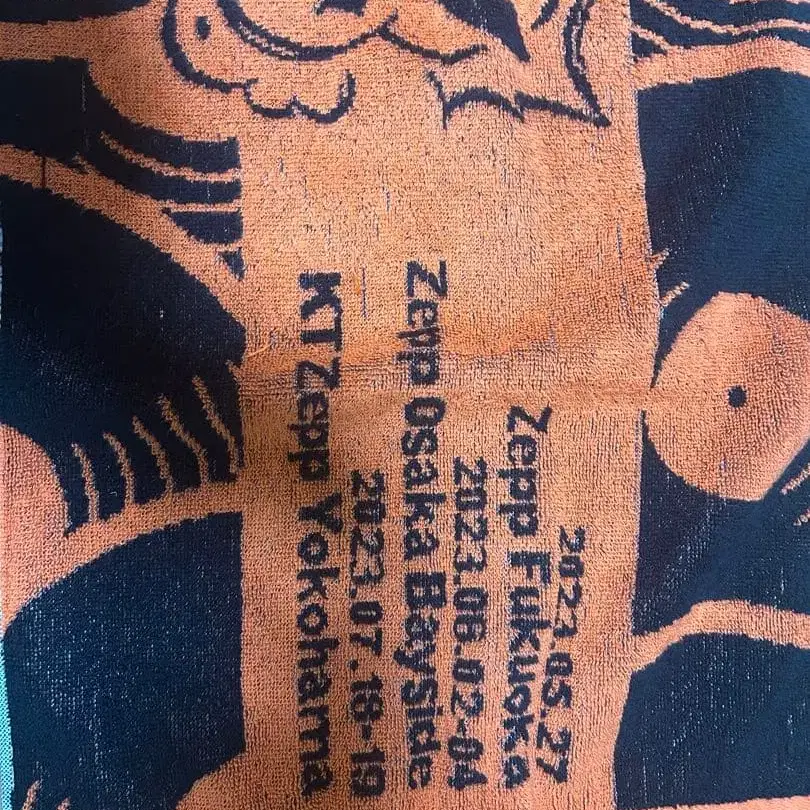 2023.05.27
Zepp Fukuoka
2023.06.02-04
Zepp Osaka Bayside
2023.07.18-19
KT Zepp Yokohama